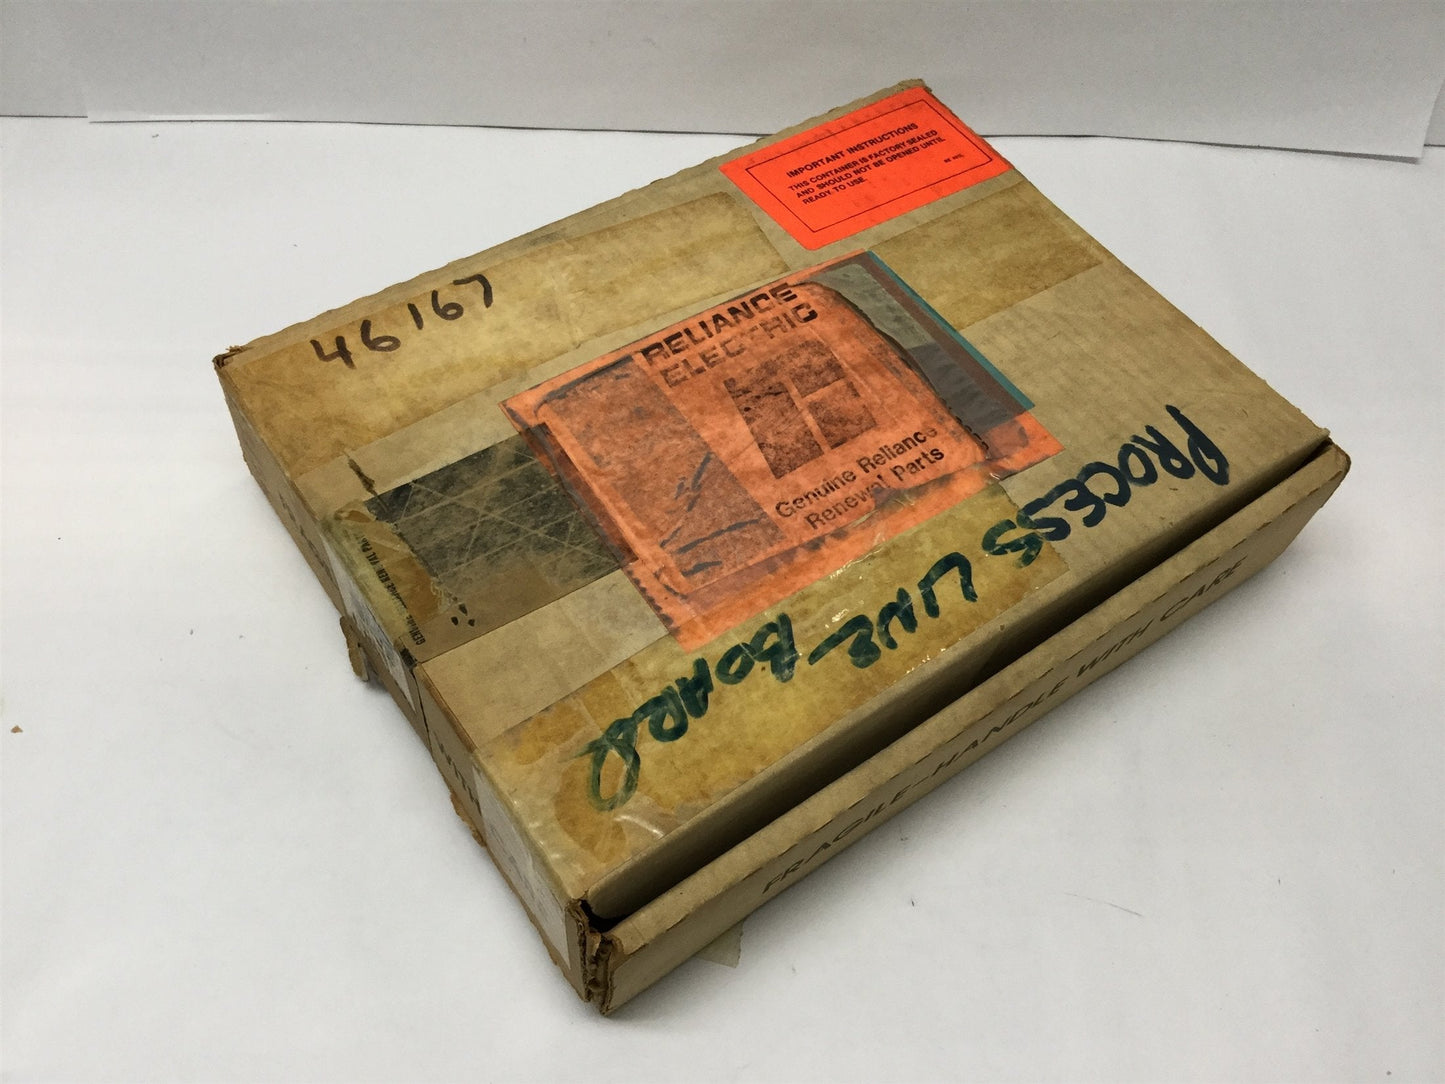 IMPORTANT INSTRUCTIONS
THIS CONTAINER IS FACTORY SEALED
AND SHOULD NOT BE OPENED UNTIL
READY TO USE.
46167
RELIANCE
ELECTRIC
Genuine Reliance
Renewal Parts
PROCESS LINE BOARD
FRAGILE-HANDLE WITH CARE